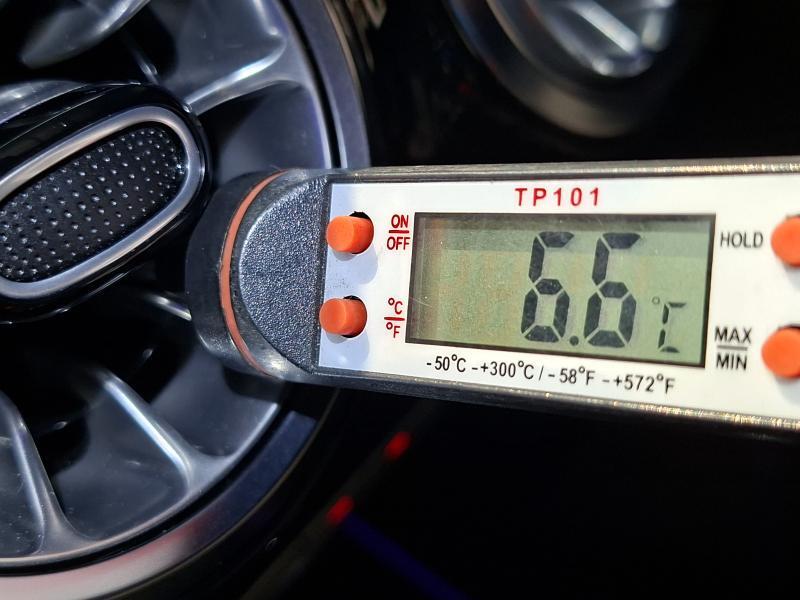 TP101
ON
OFF
°C
°F
6.6 °C
HOLD
MAX
MIN
-50°C -+300°C / -58°F -+572°F